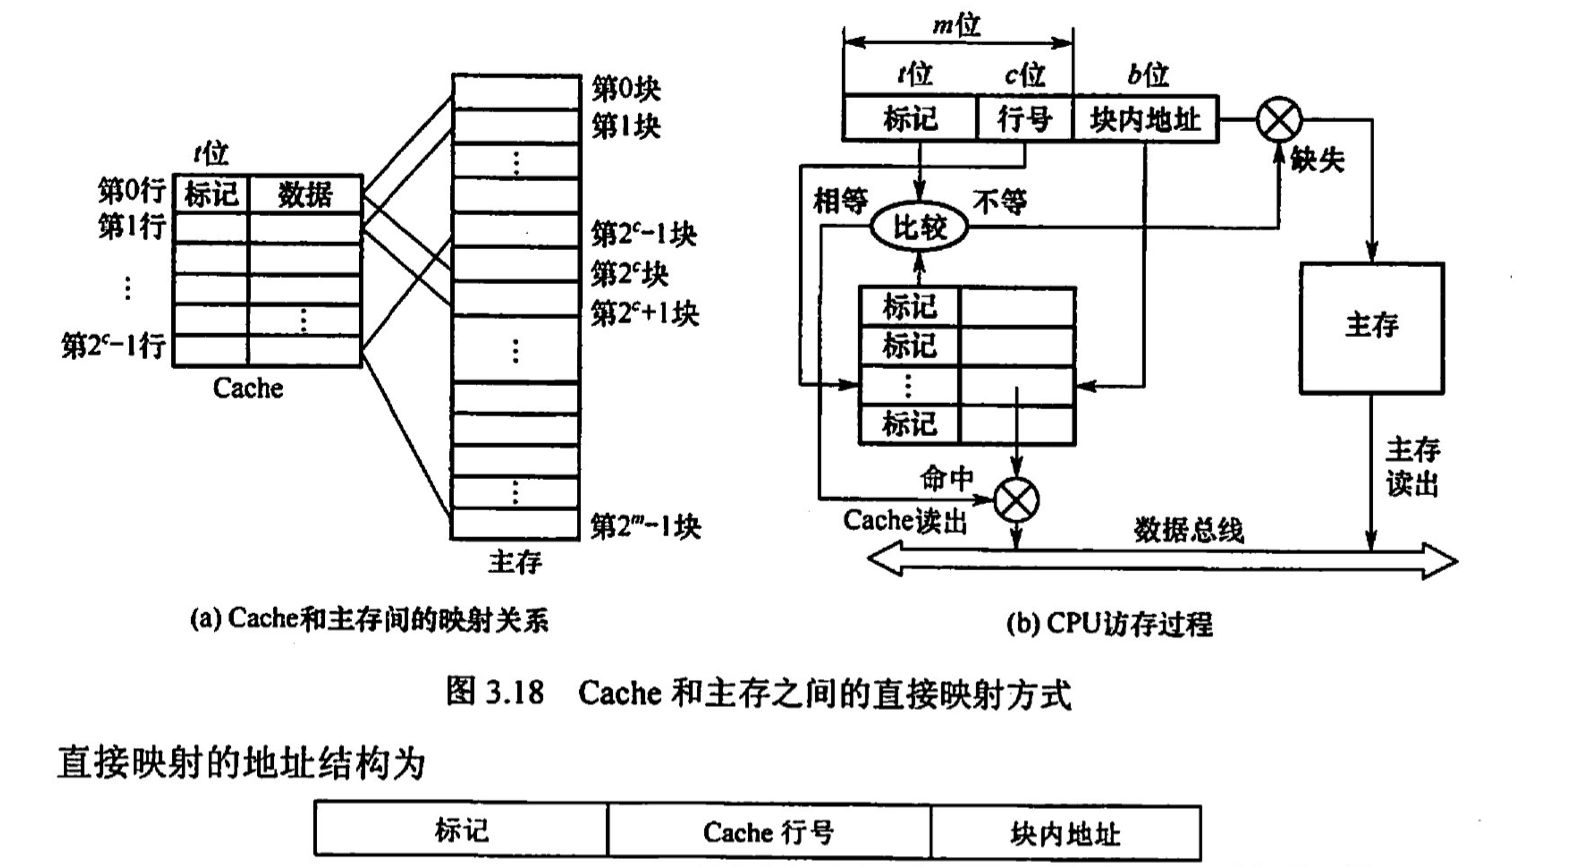 t位
第0行
标记
数据
第1行
⋮
⋮
第2ᶜ-1行
Cache
第0块
第1块
⋮
第2ᶜ-1块
第2ᶜ块
第2ᶜ+1块
⋮
⋮
第2ᵐ-1块
主存
(a) Cache和主存间的映射关系
m位
t位 c位 b位
标记 行号 块内地址
缺失
相等 比较 不等
标记
标记
⋮
标记
主存
命中
Cache读出
主存
读出
数据总线
(b) CPU访存过程
图 3.18 Cache 和主存之间的直接映射方式
直接映射的地址结构为
标记 Cache 行号 块内地址